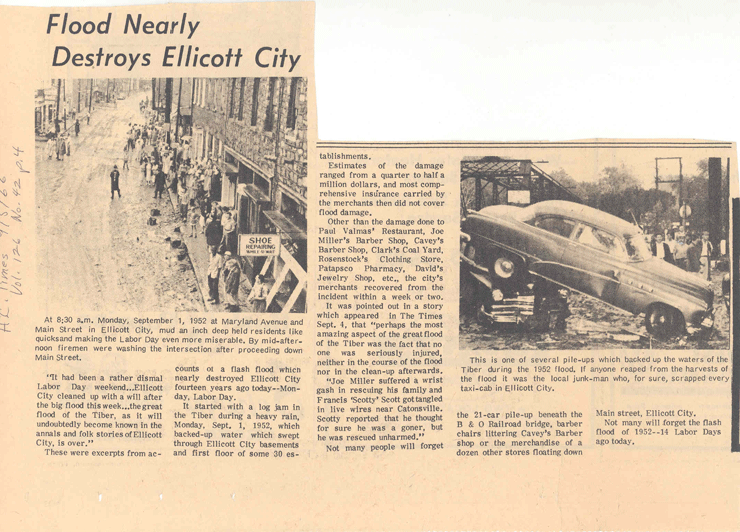 Flood Nearly
Destroys Ellicott City
Times 9/5/66
Vol. 126 No. 42 p.4
SHOE
REPAIRING
WHILE U WAIT
At 8:30 a.m. Monday, September 1, 1952 at Maryland Avenue and
Main Street in Ellicott City, mud an inch deep held residents like
quicksand making the Labor Day even more miserable. By mid-after-
noon firemen were washing the intersection after proceeding down
Main Street.
"It had been a rather dismal
Labor Day weekend...Ellicott
City cleaned up with a will after
the big flood this week...the great
flood of the Tiber, as it will
undoubtedly become known in the
annals and folk stories of Ellicott
City, is over."
These were excerpts from ac-
counts of a flash flood which
nearly destroyed Ellicott City
fourteen years ago today--Mon-
day, Labor Day.
It started with a log jam in
the Tiber during a heavy rain,
Monday, Sept. 1, 1952, which
backed-up water which swept
through Ellicott City basements
and first floor of some 30 es-
tablishments.
Estimates of the damage
ranged from a quarter to half a
million dollars, and most comp-
rehensive insurance carried by
the merchants then did not cover
flood damage.
Other than the damage done to
Paul Valmas' Restaurant, Joe
Miller's Barber Shop, Cavey's
Barber Shop, Clark's Coal Yard,
Rosenstock's Clothing Store,
Patapsco Pharmacy, David's
Jewelry Shop, etc., the city's
merchants recovered from the
incident within a week or two.
It was pointed out in a story
which appeared in The Times
Sept. 4, that "perhaps the most
amazing aspect of the great flood
of the Tiber was the fact that no
one was seriously injured,
neither in the course of the flood
nor in the clean-up afterwards.
"Joe Miller suffered a wrist
gash in rescuing his family and
Francis 'Scotty' Scott got tangled
in live wires near Catonsville.
Scotty reported that he thought
for sure he was a goner, but
he was rescued unharmed."
Not many people will forget
This is one of several pile-ups which backed up the waters of the
Tiber during the 1952 flood. If anyone reaped from the harvests of
the flood it was the local junk-man who, for sure, scrapped every
taxi-cab in Ellicott City.
the 21-car pile-up beneath the
B & O Railroad bridge, barber
chairs littering Cavey's Barber
shop or the merchandise of a
dozen other stores floating down
Main street, Ellicott City.
Not many will forget the flash
flood of 1952--14 Labor Days
ago today.